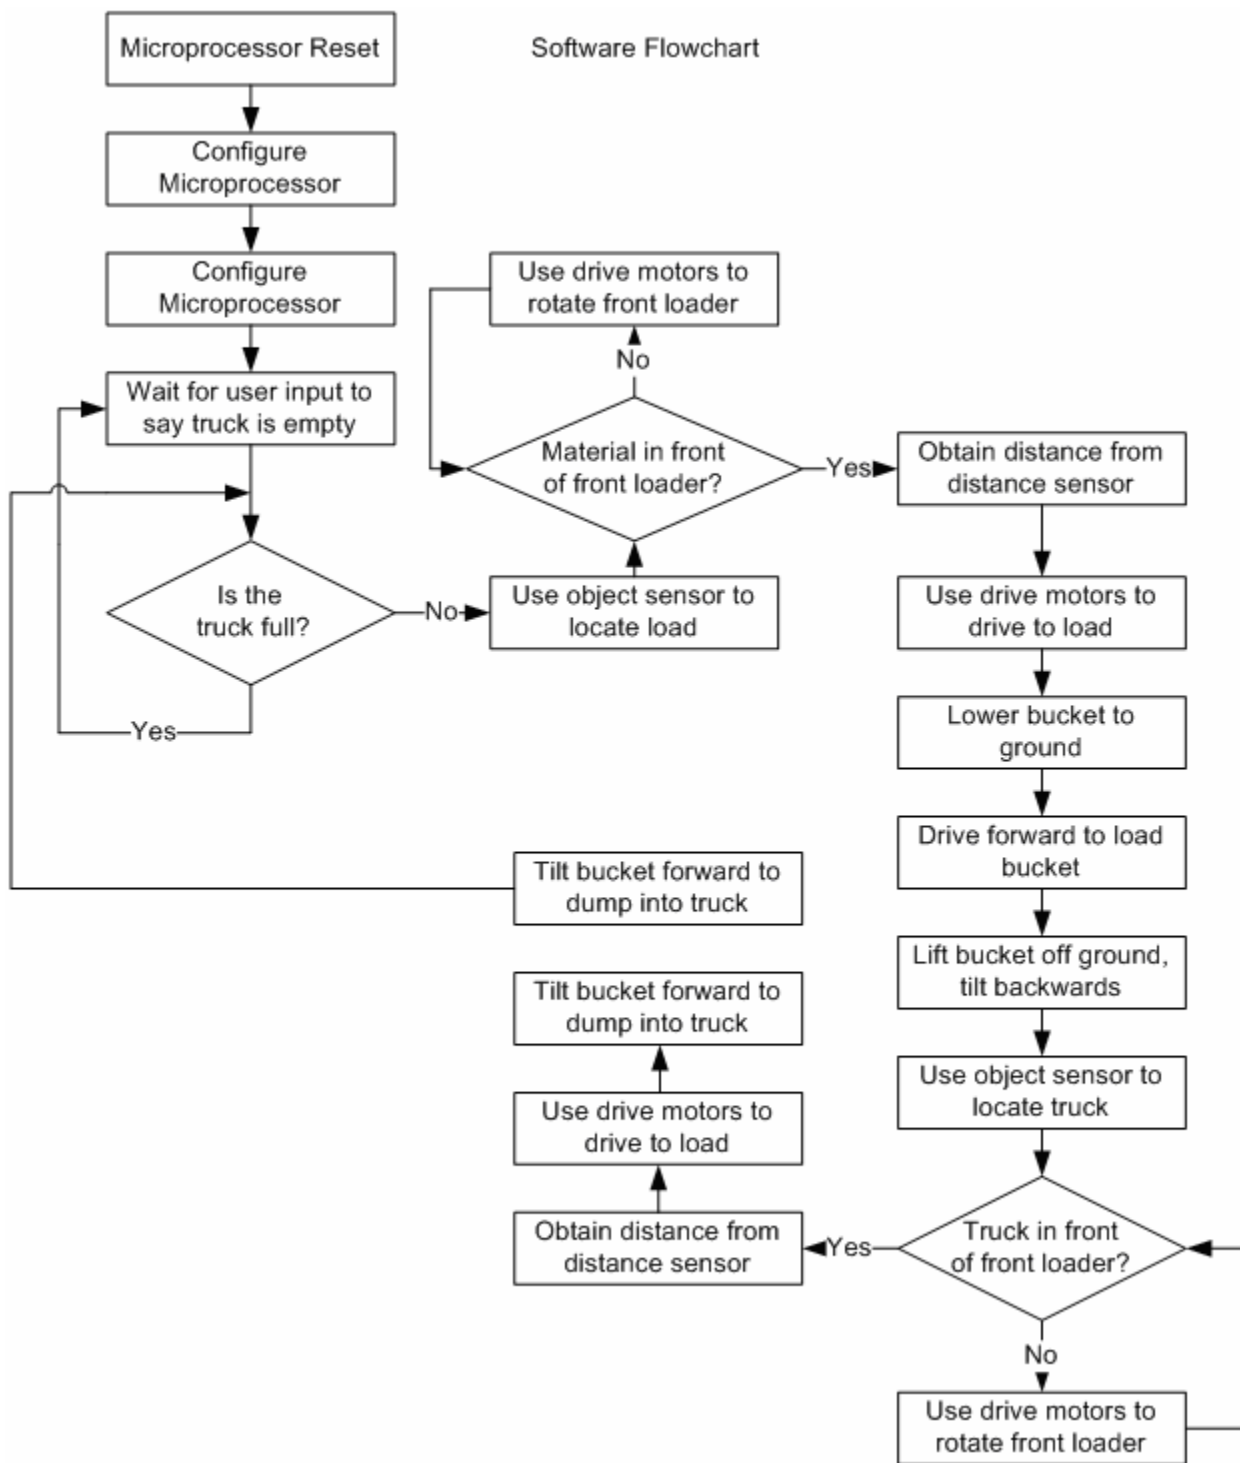 Microprocessor Reset
Software Flowchart
Configure
Microprocessor
Configure
Microprocessor
Wait for user input to
say truck is empty
Is the
truck full?
Yes
No
Use object sensor to
locate load
Material in front
of front loader?
No
Use drive motors to
rotate front loader
Yes
Obtain distance from
distance sensor
Use drive motors to
drive to load
Lower bucket to
ground
Drive forward to load
bucket
Lift bucket off ground,
tilt backwards
Use object sensor to
locate truck
Truck in front
of front loader?
No
Use drive motors to
rotate front loader
Yes
Obtain distance from
distance sensor
Use drive motors to
drive to load
Tilt bucket forward to
dump into truck
Tilt bucket forward to
dump into truck